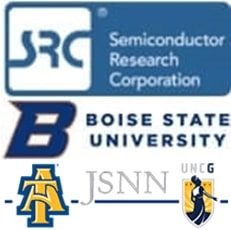 SRC®
Semiconductor
Research
Corporation
B BOISE STATE
UNIVERSITY
AT JSNN UNCG